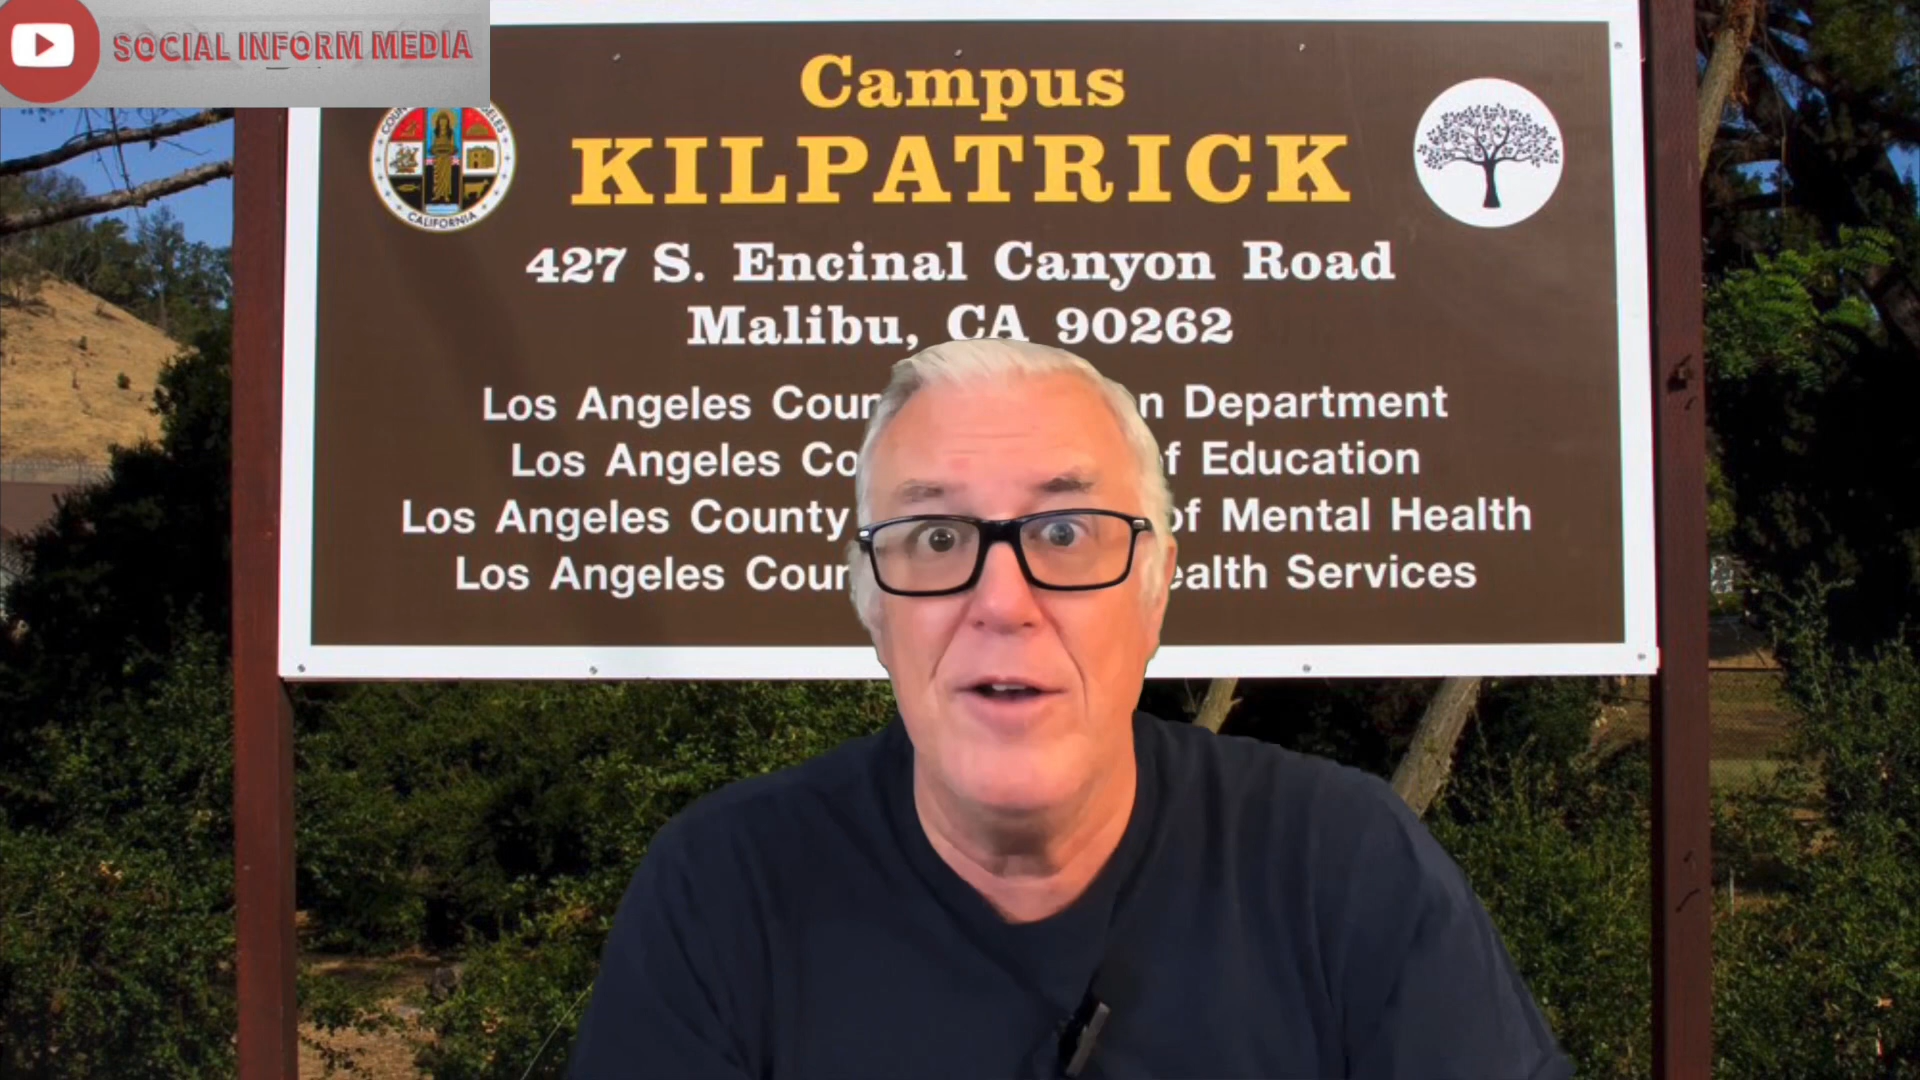 SOCIAL INFORM MEDIA
Campus
KILPATRICK
427 S. Encinal Canyon Road
Malibu, CA 90262
Los Angeles Coun n Department
Los Angeles Co f Education
Los Angeles County of Mental Health
Los Angeles Coun ealth Services
CALIFORNIA